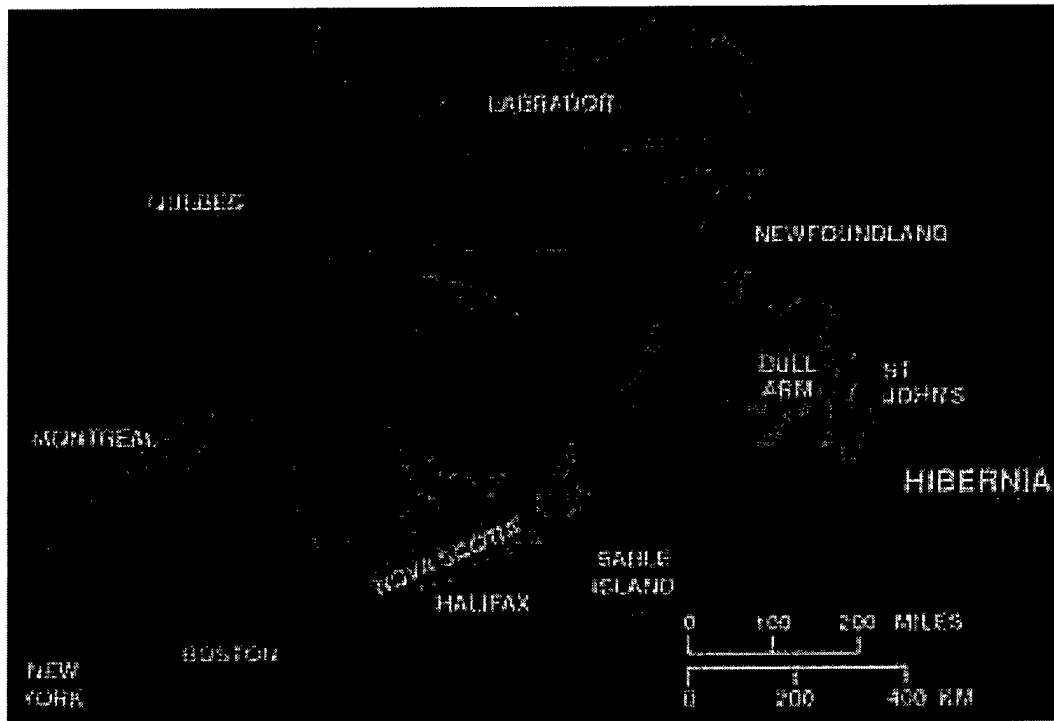 LABRADOR
QUEBEC
NEWFOUNDLAND
BULL
ARM
ST
JOHNS
MONTREAL
HIBERNIA
NOVA SCOTIA
SABLE
ISLAND
HALIFAX
0 100 200 MILES
BOSTON
NEW
YORK
0 200 400 KM